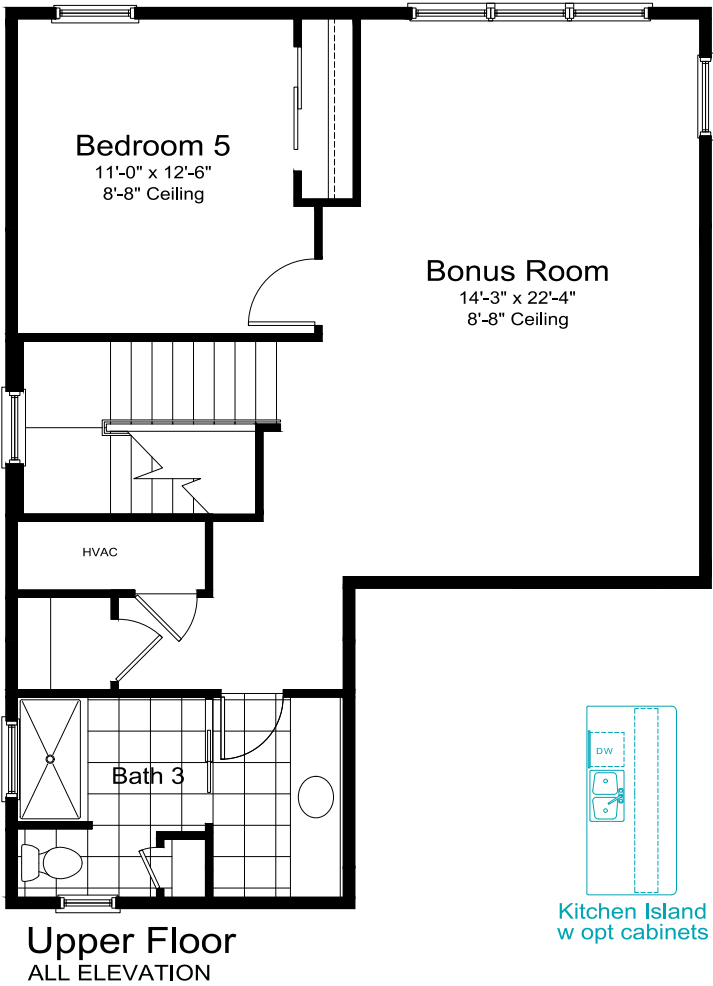 Bedroom 5
11'-0" x 12'-6"
8'-8" Ceiling
Bonus Room
14'-3" x 22'-4"
8'-8" Ceiling
HVAC
Bath 3
DW
Kitchen Island
w opt cabinets
Upper Floor
ALL ELEVATION